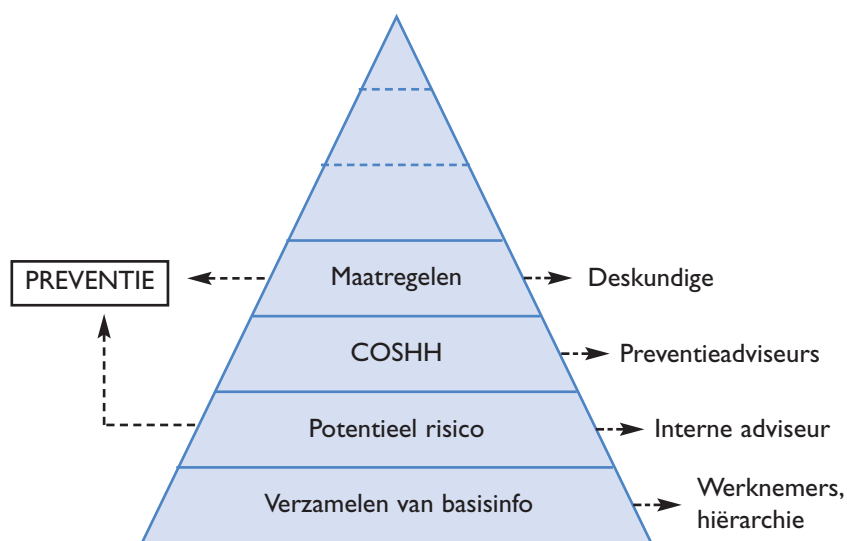 PREVENTIE
Maatregelen
Deskundige
COSHH
Preventieadviseurs
Potentieel risico
Interne adviseur
Verzamelen van basisinfo
Werknemers,
hiërarchie